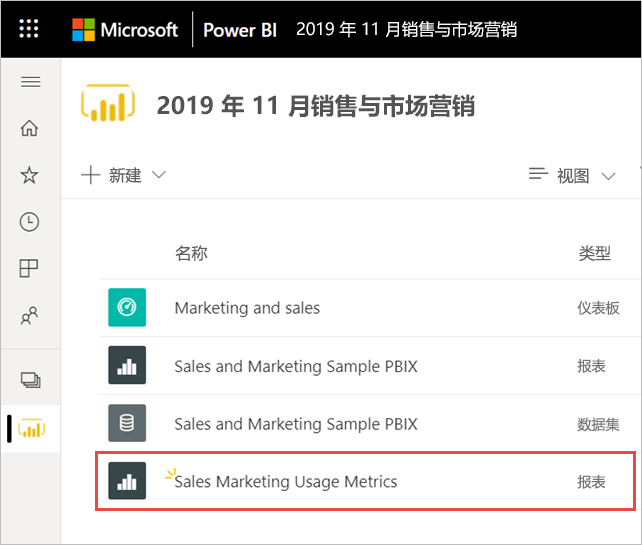 Microsoft Power BI 2019 年 11 月销售与市场营销
2019 年 11 月销售与市场营销
新建 视图
名称 类型
Marketing and sales 仪表板
Sales and Marketing Sample PBIX 报表
Sales and Marketing Sample PBIX 数据集
Sales Marketing Usage Metrics 报表